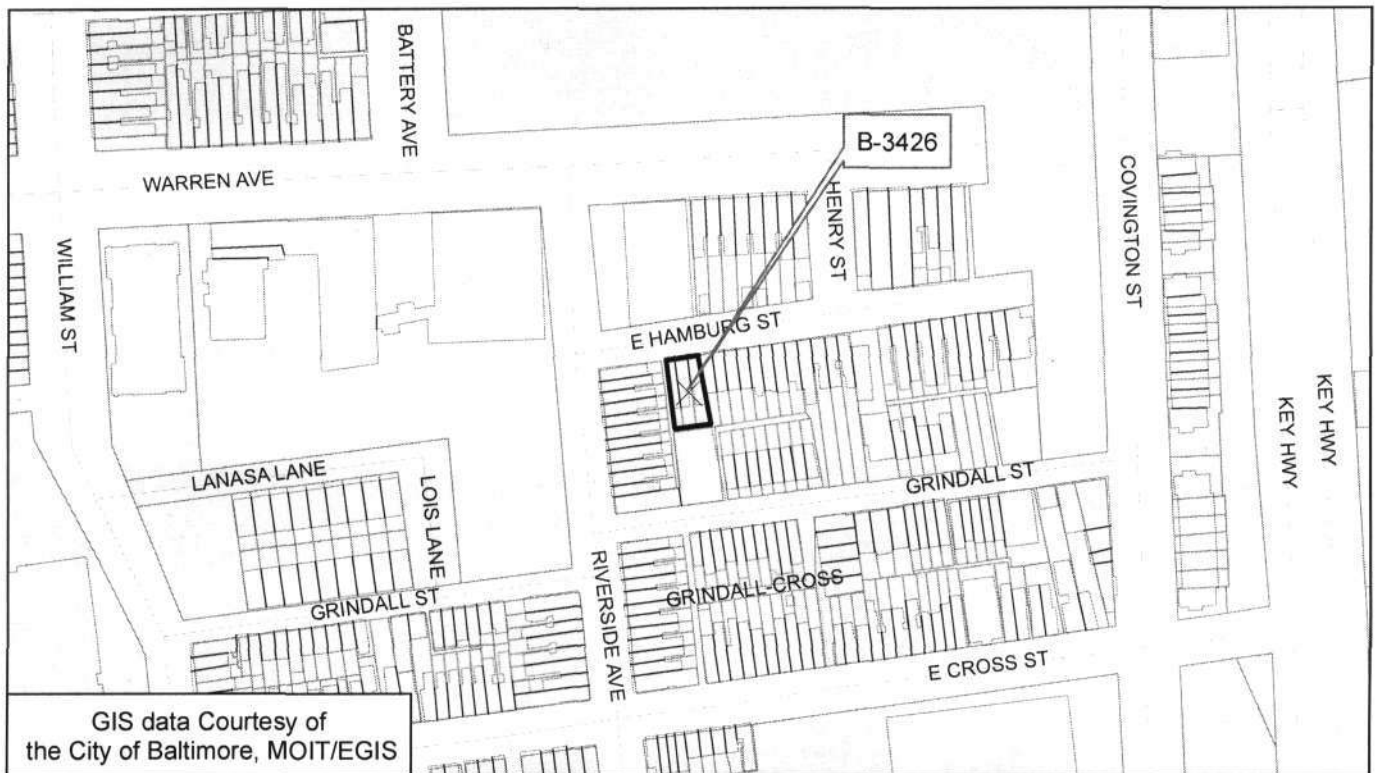 BATTERY AVE
B-3426
WARREN AVE
HENRY ST
COVINGTON ST
WILLIAM ST
E HAMBURG ST
KEY HWY
KEY HWY
LANASA LANE
LOIS LANE
GRINDALL ST
GRINDALL ST
RIVERSIDE AVE
GRINDALL-CROSS
E CROSS ST
GIS data Courtesy of
the City of Baltimore, MOIT/EGIS